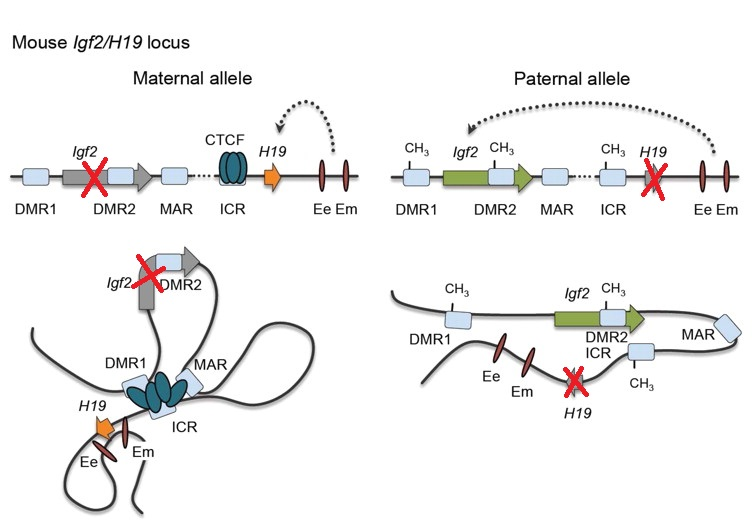 Mouse Igf2/H19 locus
Maternal allele
CTCF
Igf2
H19
DMR1
DMR2
MAR
ICR
Ee Em
Paternal allele
CH3
CH3
CH3
Igf2
H19
DMR1
DMR2
MAR
ICR
Ee Em
Igf2
DMR2
DMR1
MAR
H19
ICR
Ee
Em
CH3
Igf2
CH3
DMR1
DMR2
MAR
ICR
Ee
Em
CH3
H19